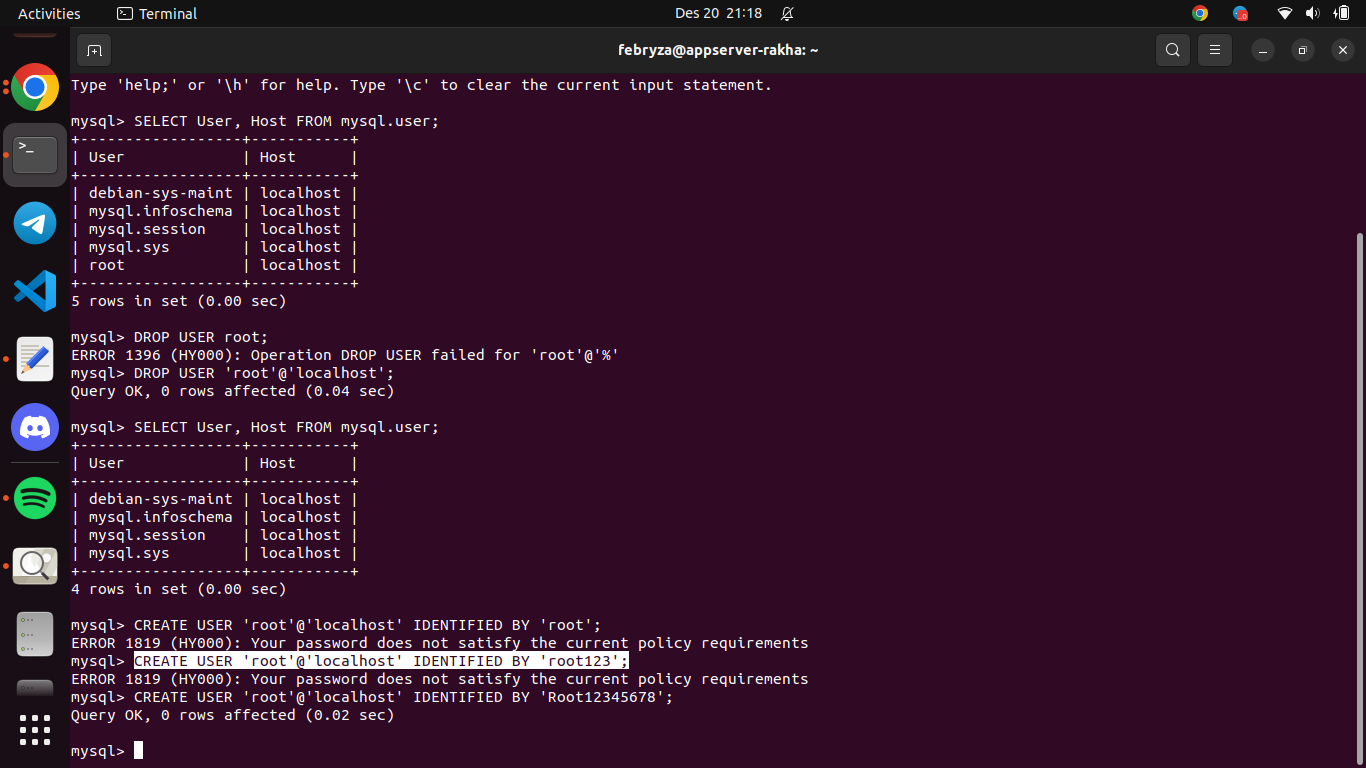 Activities
Terminal
Des 20 21:18
febryza@appserver-rakha: ~
Type 'help;' or '\h' for help. Type '\c' to clear the current input statement.
mysql> SELECT User, Host FROM mysql.user;
+------------------+-----------+
| User             | Host      |
+------------------+-----------+
| debian-sys-maint | localhost |
| mysql.infoschema | localhost |
| mysql.session    | localhost |
| mysql.sys        | localhost |
| root             | localhost |
+------------------+-----------+
5 rows in set (0.00 sec)
mysql> DROP USER root;
ERROR 1396 (HY000): Operation DROP USER failed for 'root'@'%'
mysql> DROP USER 'root'@'localhost';
Query OK, 0 rows affected (0.04 sec)
mysql> SELECT User, Host FROM mysql.user;
+------------------+-----------+
| User             | Host      |
+------------------+-----------+
| debian-sys-maint | localhost |
| mysql.infoschema | localhost |
| mysql.session    | localhost |
| mysql.sys        | localhost |
+------------------+-----------+
4 rows in set (0.00 sec)
mysql> CREATE USER 'root'@'localhost' IDENTIFIED BY 'root';
ERROR 1819 (HY000): Your password does not satisfy the current policy requirements
mysql> CREATE USER 'root'@'localhost' IDENTIFIED BY 'root123';
ERROR 1819 (HY000): Your password does not satisfy the current policy requirements
mysql> CREATE USER 'root'@'localhost' IDENTIFIED BY 'Root12345678';
Query OK, 0 rows affected (0.02 sec)
mysql>